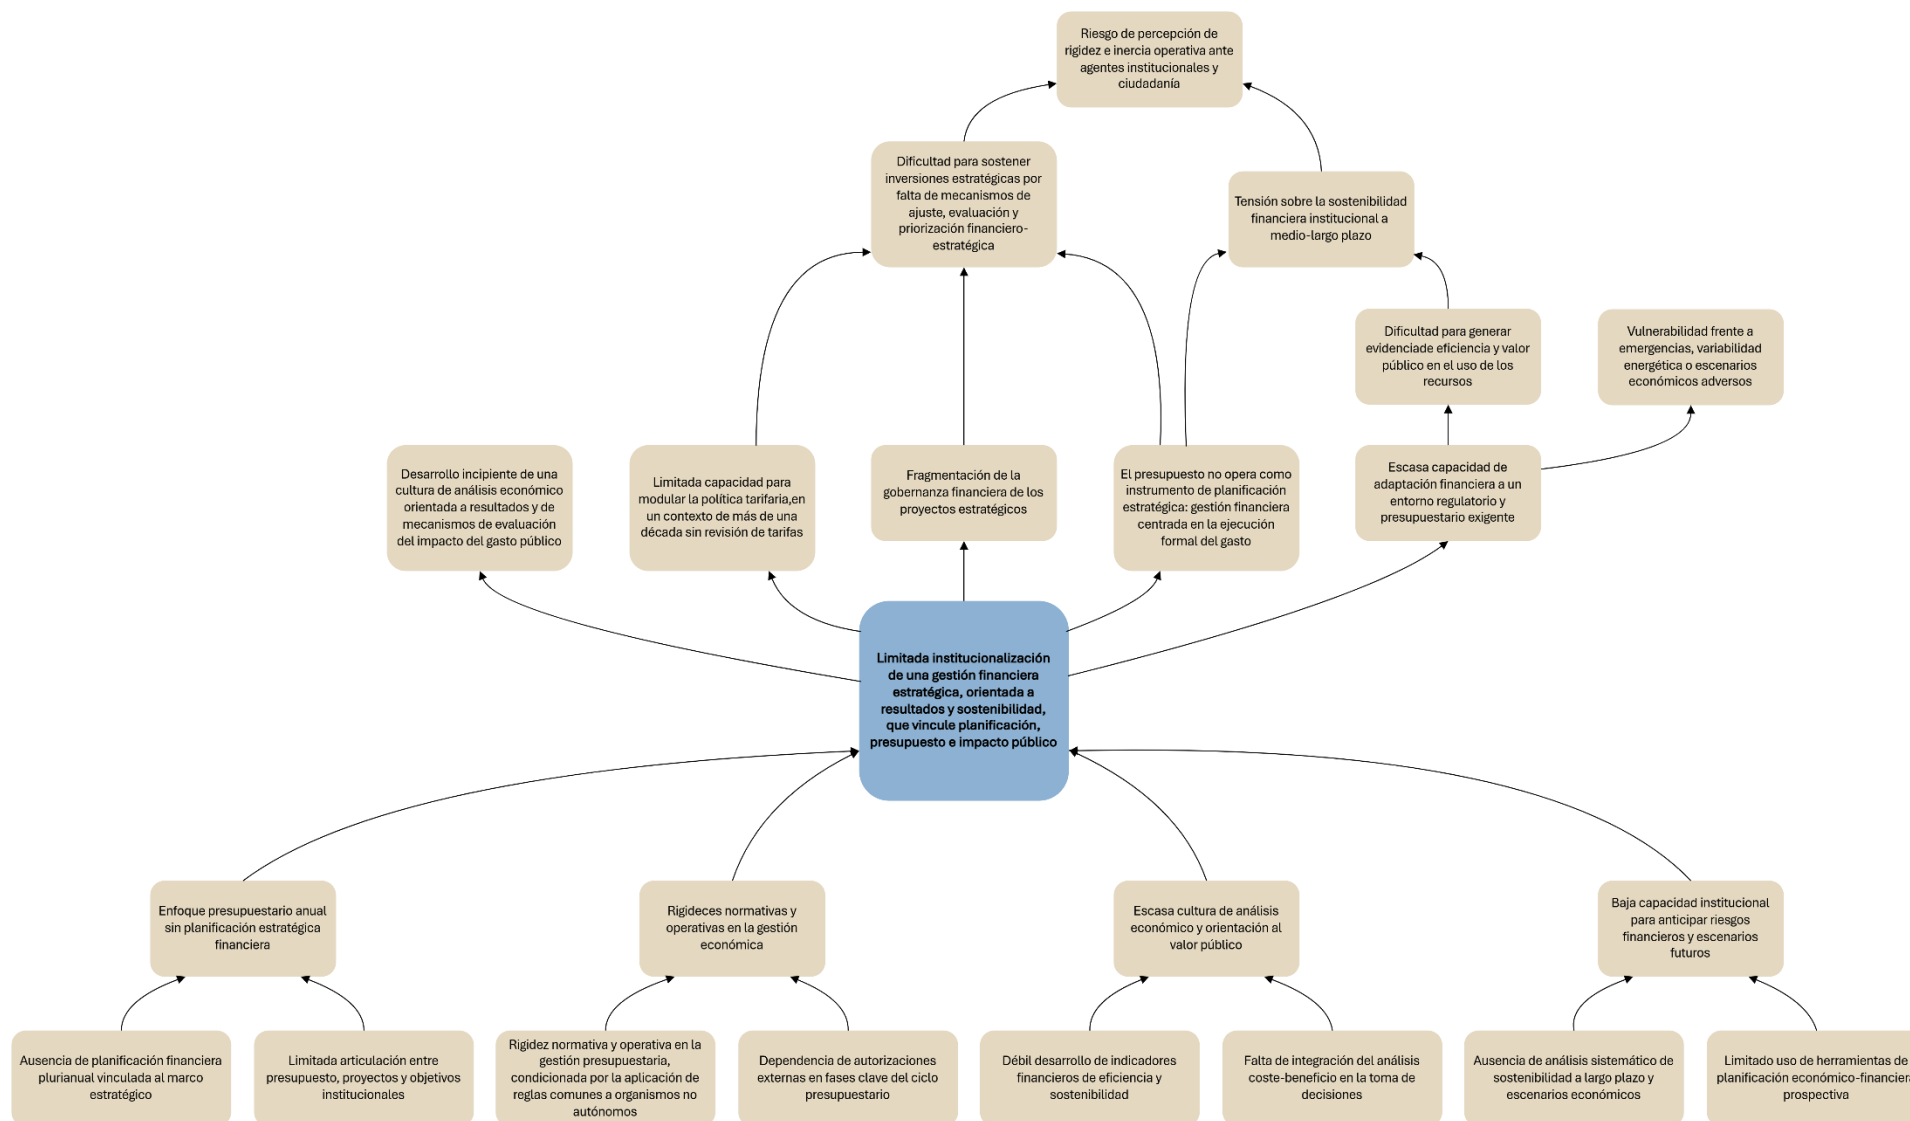 Riesgo de percepción de
rigidez e inercia operativa ante
agentes institucionales y
ciudadanía
Dificultad para sostener
inversiones estratégicas por
falta de mecanismos de
ajuste, evaluación y
priorización financiero-
estratégica
Tensión sobre la sostenibilidad
financiera institucional a
medio-largo plazo
Dificultad para generar
evidenciade eficiencia y valor
público en el uso de los
recursos
Vulnerabilidad frente a
emergencias, variabilidad
energética o escenarios
económicos adversos
Desarrollo incipiente de una
cultura de análisis económico
orientada a resultados y de
mecanismos de evaluación
del impacto del gasto público
Limitada capacidad para
modular la política tarifaria,en
un contexto de más de una
década sin revisión de tarifas
Fragmentación de la
gobernanza financiera de los
proyectos estratégicos
El presupuesto no opera como
instrumento de planificación
estratégica: gestión financiera
centrada en la ejecución
formal del gasto
Escasa capacidad de
adaptación financiera a un
entorno regulatorio y
presupuestario exigente
Limitada institucionalización
de una gestión financiera
estratégica, orientada a
resultados y sostenibilidad,
que vincule planificación,
presupuesto e impacto público
Enfoque presupuestario anual
sin planificación estratégica
financiera
Rigideces normativas y
operativas en la gestión
económica
Escasa cultura de análisis
económico y orientación al
valor público
Baja capacidad institucional
para anticipar riesgos
financieros y escenarios
futuros
Ausencia de planificación financiera
plurianual vinculada al marco
estratégico
Limitada articulación entre
presupuesto, proyectos y objetivos
institucionales
Rigidez normativa y operativa en la
gestión presupuestaria,
condicionada por la aplicación de
reglas comunes a organismos no
autónomos
Dependencia de autorizaciones
externas en fases clave del ciclo
presupuestario
Débil desarrollo de indicadores
financieros de eficiencia y
sostenibilidad
Falta de integración del análisis
coste-beneficio en la toma de
decisiones
Ausencia de análisis sistemático de
sostenibilidad a largo plazo y
escenarios económicos
Limitado uso de herramientas de
planificación económico-financiera
prospectiva